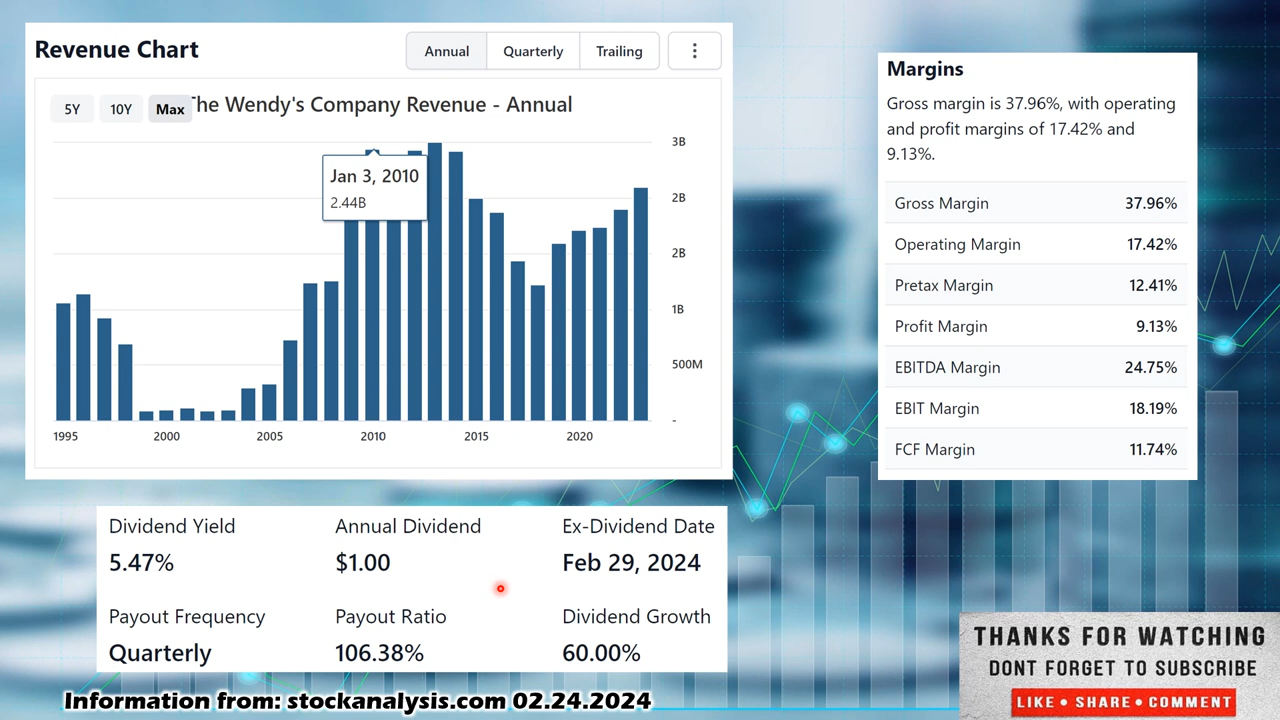 Revenue Chart
Annual
Quarterly
Trailing
5Y
10Y
Max
The Wendy's Company Revenue - Annual
3B
2B
2B
1B
500M
-
Jan 3, 2010
2.44B
1995
2000
2005
2010
2015
2020
Margins
Gross margin is 37.96%, with operating
and profit margins of 17.42% and
9.13%.
Gross Margin 37.96%
Operating Margin 17.42%
Pretax Margin 12.41%
Profit Margin 9.13%
EBITDA Margin 24.75%
EBIT Margin 18.19%
FCF Margin 11.74%
Dividend Yield
5.47%
Annual Dividend
$1.00
Ex-Dividend Date
Feb 29, 2024
Payout Frequency
Quarterly
Payout Ratio
106.38%
Dividend Growth
60.00%
Information from: stockanalysis.com 02.24.2024
THANKS FOR WATCHING
DONT FORGET TO SUBSCRIBE
LIKE • SHARE • COMMENT